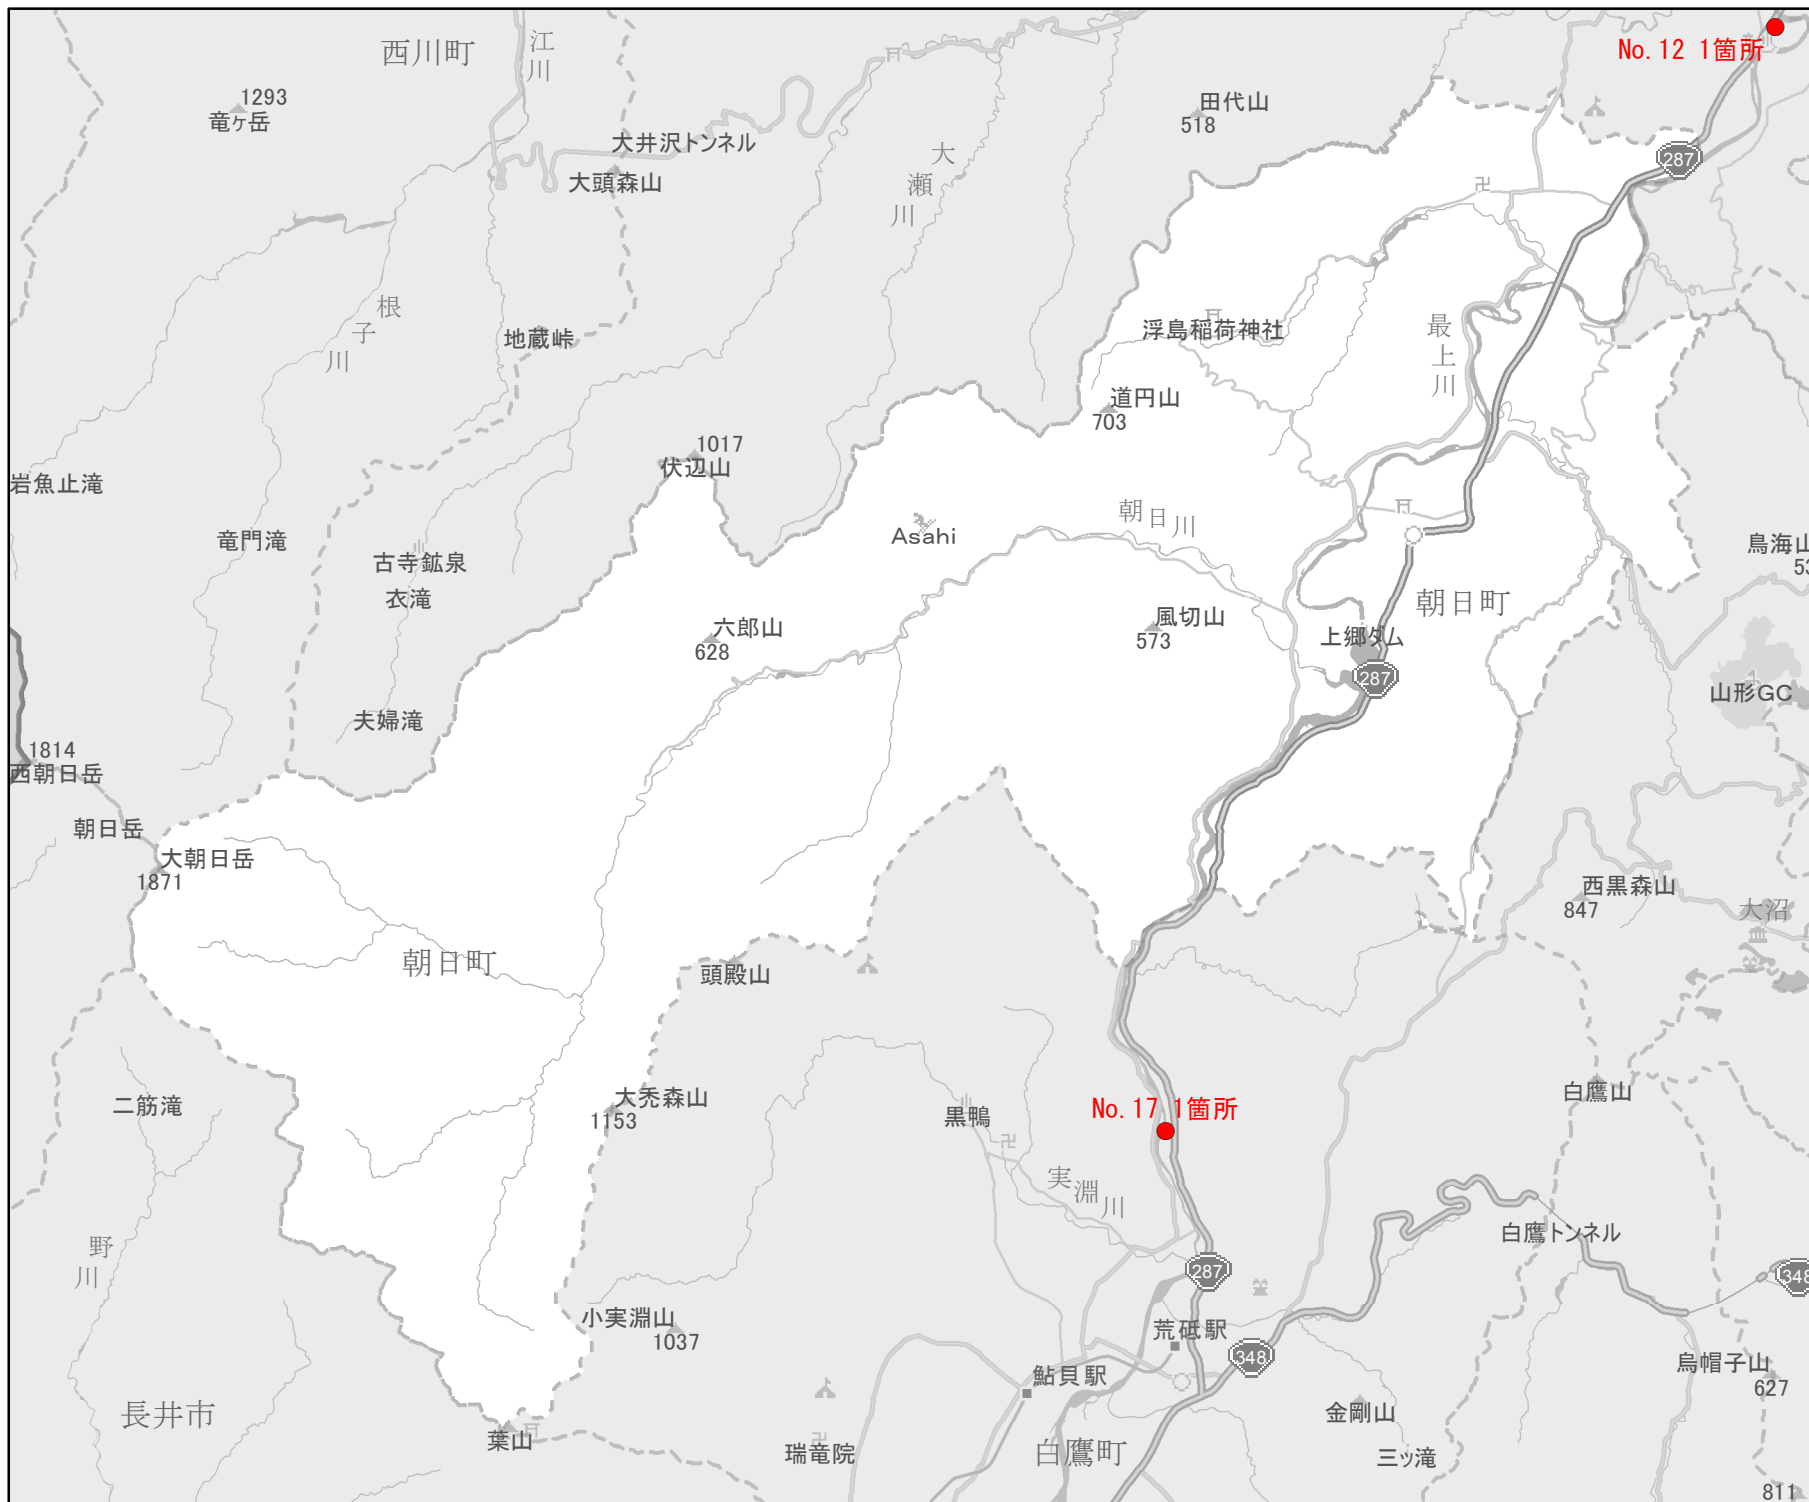 西川町
江川
No.12 1箇所
1293
竜ヶ岳
田代山
518
大井沢トンネル
大頭森山
大瀬川
287
根子川
地蔵峠
浮島稲荷神社
最上川
道円山
703
1017
伏辺山
岩魚止滝
竜門滝
古寺鉱泉
衣滝
Asahi
朝日川
鳥海山
朝日町
六郎山
628
風切山
573
上郷ダム
287
山形GC
夫婦滝
1814
西朝日岳
朝日岳
大朝日岳
1871
西黒森山
847
大沼
朝日町
頭殿山
二筋滝
大禿森山
1153
黒鴨
No.17 1箇所
白鷹山
実淵川
野川
白鷹トンネル
287
348
小実淵山
1037
荒砥駅
348
鮎貝駅
烏帽子山
627
長井市
金剛山
葉山
瑞竜院
白鷹町
三ッ滝
811